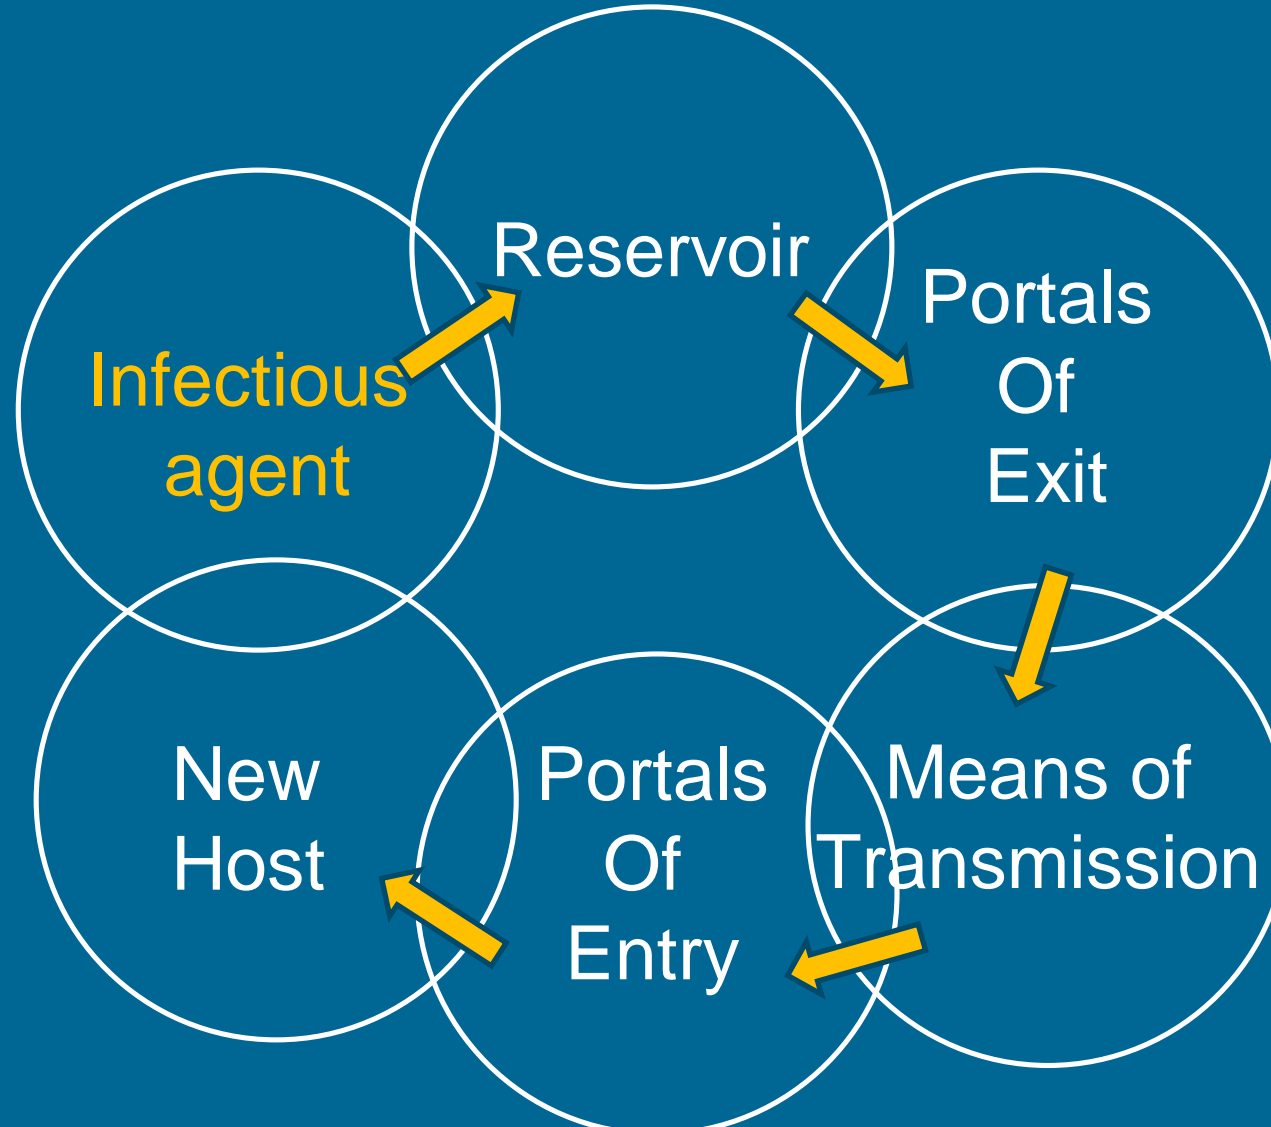 Infectious
agent
Reservoir
Portals
Of
Exit
Means of
Transmission
Portals
Of
Entry
New
Host